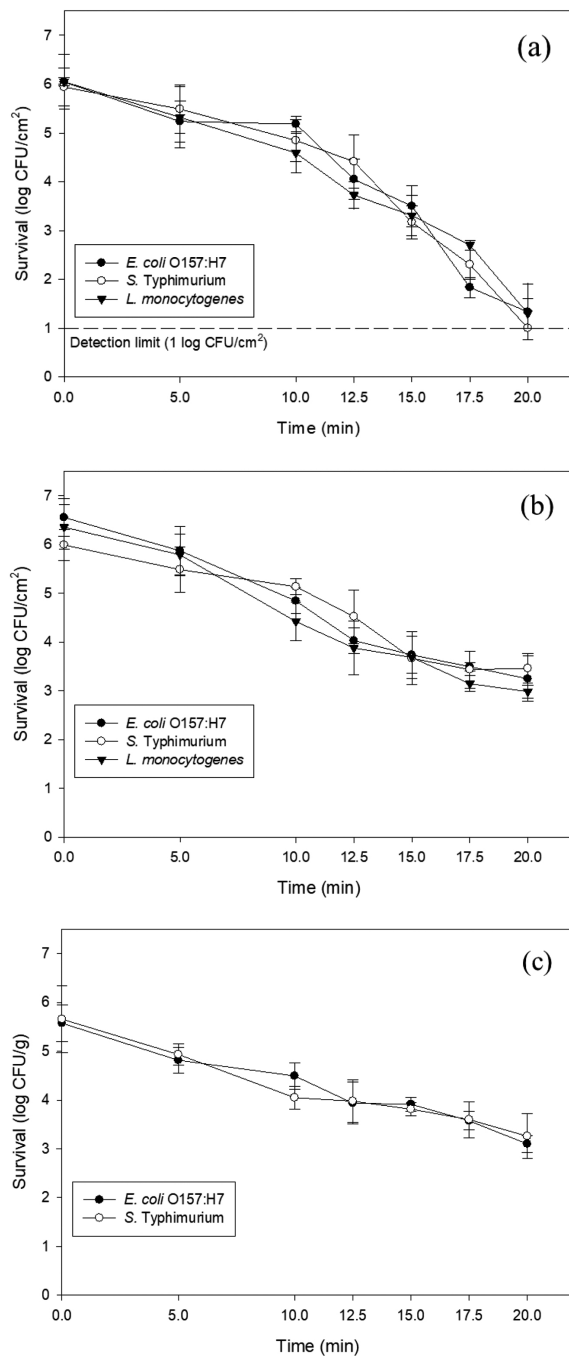 (a)
7
6
5
4
3
2
1
0
Survival (log CFU/cm²)
E. coli O157:H7
S. Typhimurium
L. monocytogenes
Detection limit (1 log CFU/cm²)
0.0 5.0 10.0 12.5 15.0 17.5 20.0
Time (min)
(b)
7
6
5
4
3
2
1
0
Survival (log CFU/cm²)
E. coli O157:H7
S. Typhimurium
L. monocytogenes
0.0 5.0 10.0 12.5 15.0 17.5 20.0
Time (min)
(c)
7
6
5
4
3
2
1
0
Survival (log CFU/g)
E. coli O157:H7
S. Typhimurium
0.0 5.0 10.0 12.5 15.0 17.5 20.0
Time (min)